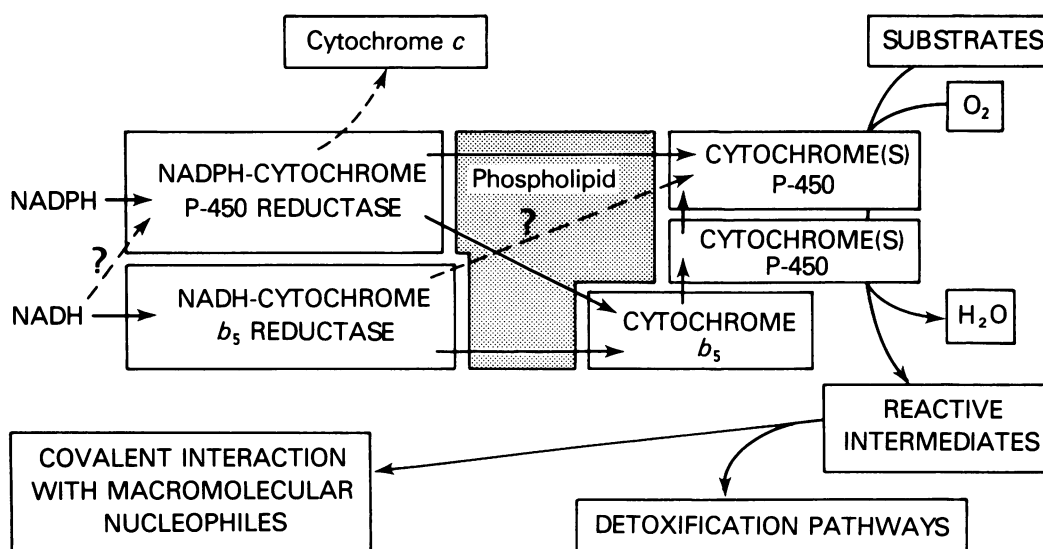 Cytochrome c
SUBSTRATES
O₂
NADPH-CYTOCHROME
P-450 REDUCTASE
Phospholipid
CYTOCHROME(S)
P-450
NADPH
?
?
CYTOCHROME(S)
P-450
NADH
NADH-CYTOCHROME
b₅ REDUCTASE
CYTOCHROME
b₅
H₂O
REACTIVE
INTERMEDIATES
COVALENT INTERACTION
WITH MACROMOLECULAR
NUCLEOPHILES
DETOXIFICATION PATHWAYS